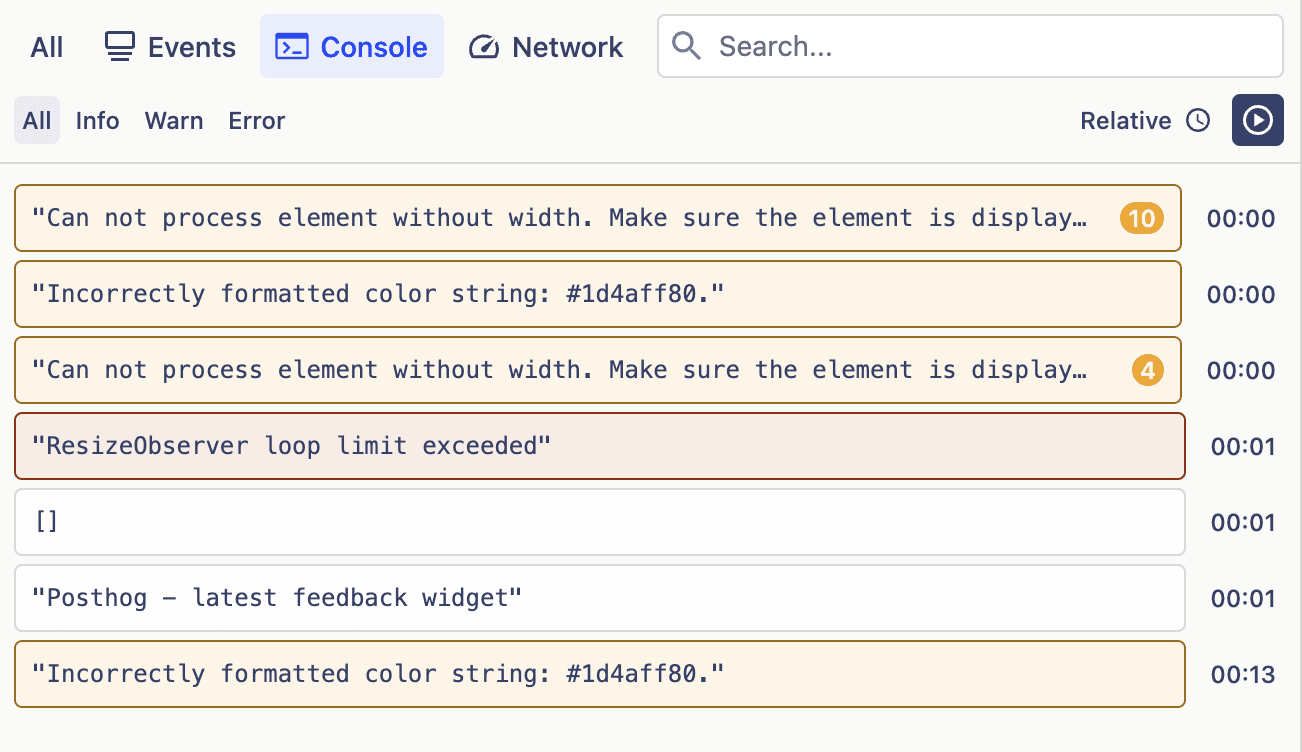 All Events Console Network Search...
All Info Warn Error Relative
"Can not process element without width. Make sure the element is display… 10 00:00
"Incorrectly formatted color string: #1d4aff80." 00:00
"Can not process element without width. Make sure the element is display… 4 00:00
"ResizeObserver loop limit exceeded" 00:01
[] 00:01
"Posthog – latest feedback widget" 00:01
"Incorrectly formatted color string: #1d4aff80." 00:13